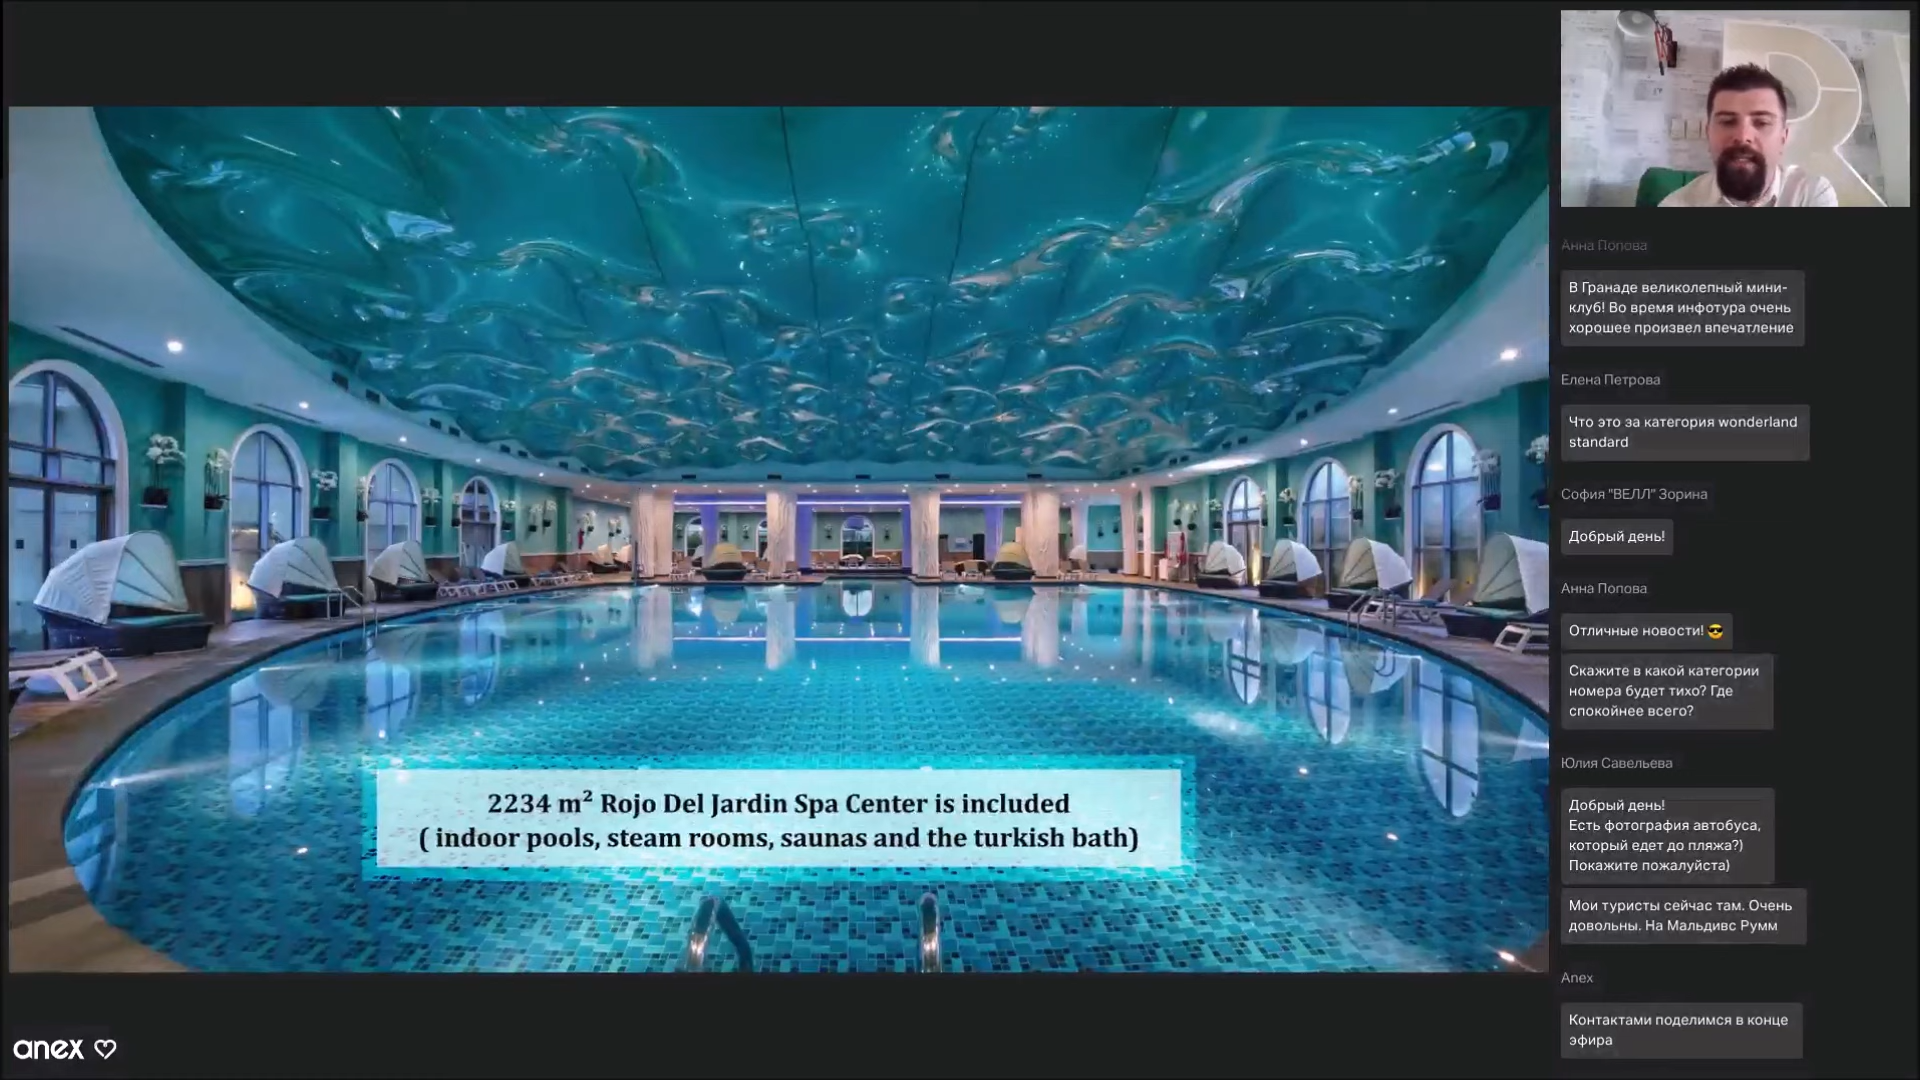 2234 m² Rojo Del Jardin Spa Center is included
( indoor pools, steam rooms, saunas and the turkish bath)
anex
Анна Попова
В Гранаде великолепный мини-
клуб! Во время инфотура очень
хорошее произвел впечатление
Елена Петрова
Что это за категория wonderland
standard
София "ВЕЛЛ" Зорина
Добрый день!
Анна Попова
Отличные новости! 😎
Скажите в какой категории
номера будет тихо? Где
спокойнее всего?
Юлия Савельева
Добрый день!
Есть фотография автобуса,
который едет до пляжа?)
Покажите пожалуйста)
Мои туристы сейчас там. Очень
довольны. На Мальдивс Румм
Anex
Контактами поделимся в конце
эфира